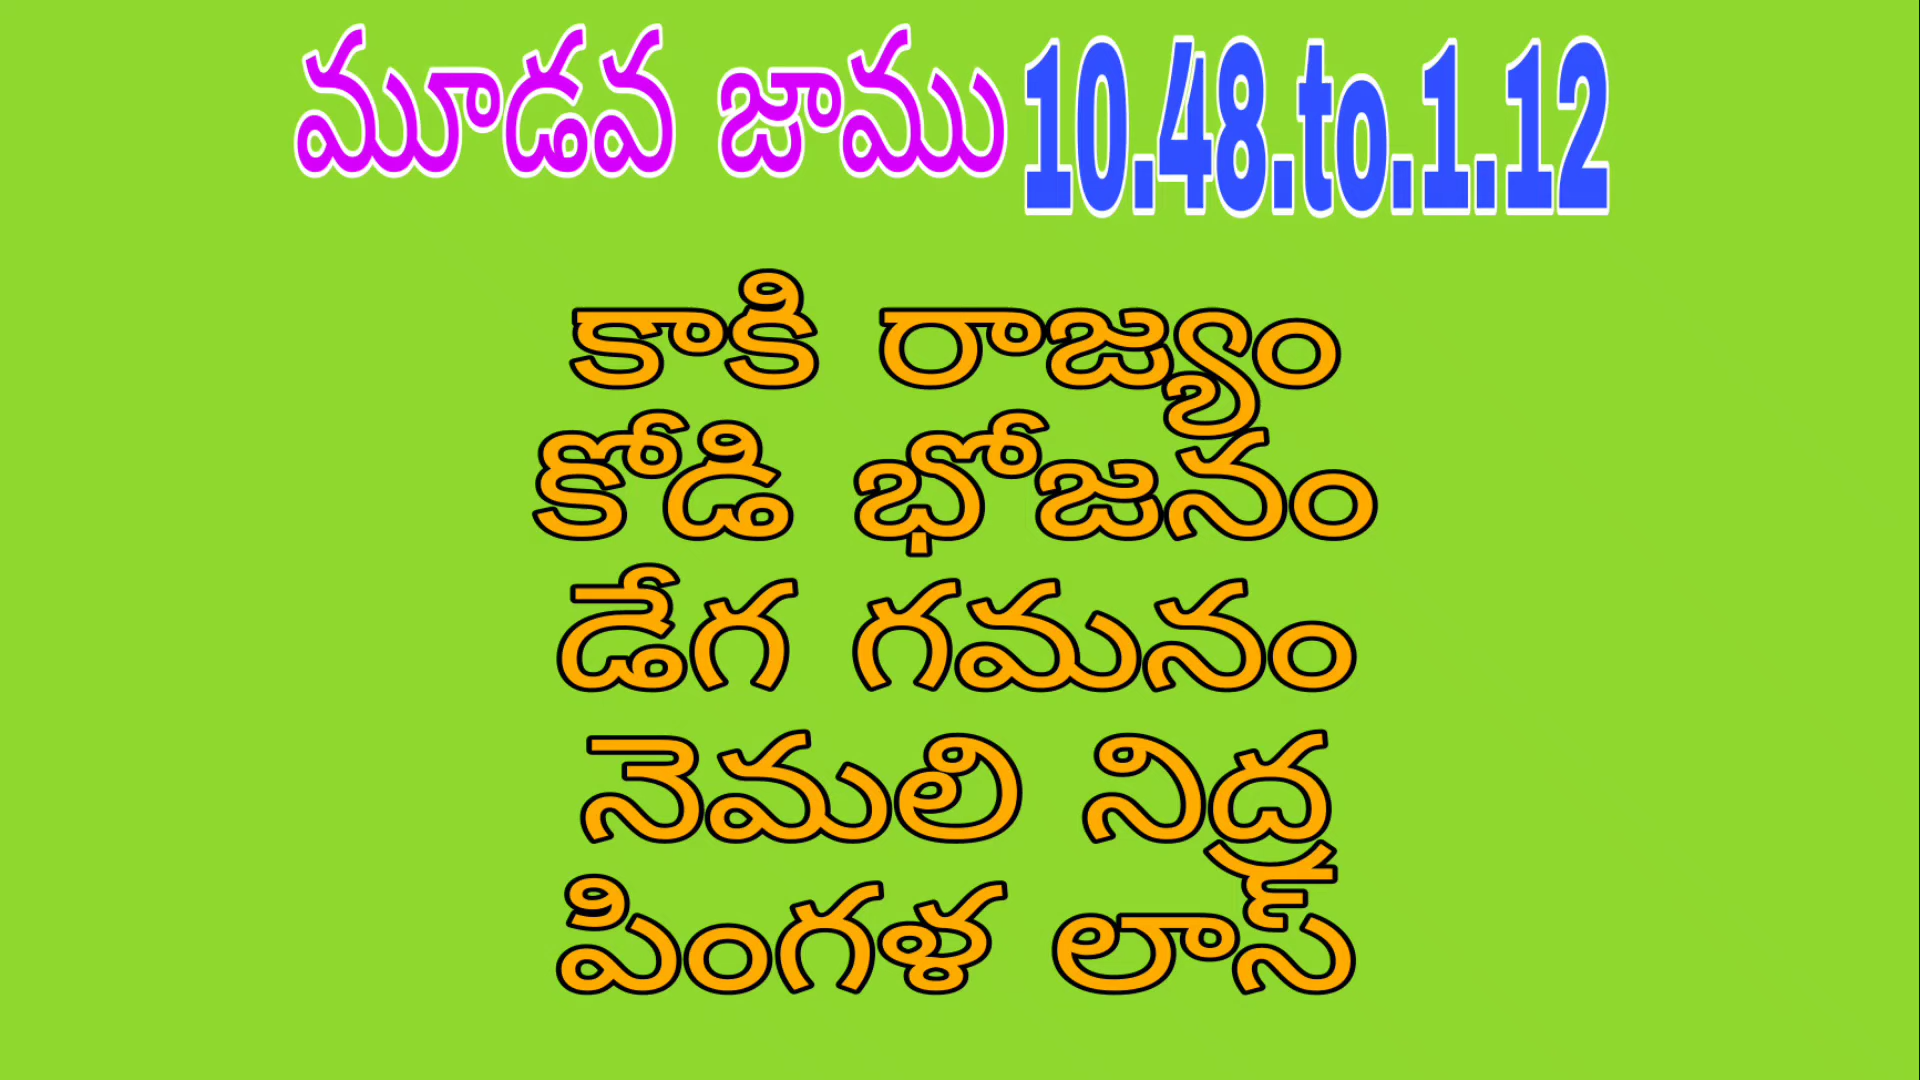 మూడవ జాము 10.48.to.1.12
కాకి రాజ్యం
కోడి భోజనం
డేగ గమనం
నెమలి నిద్ర
పింగళ లాస్